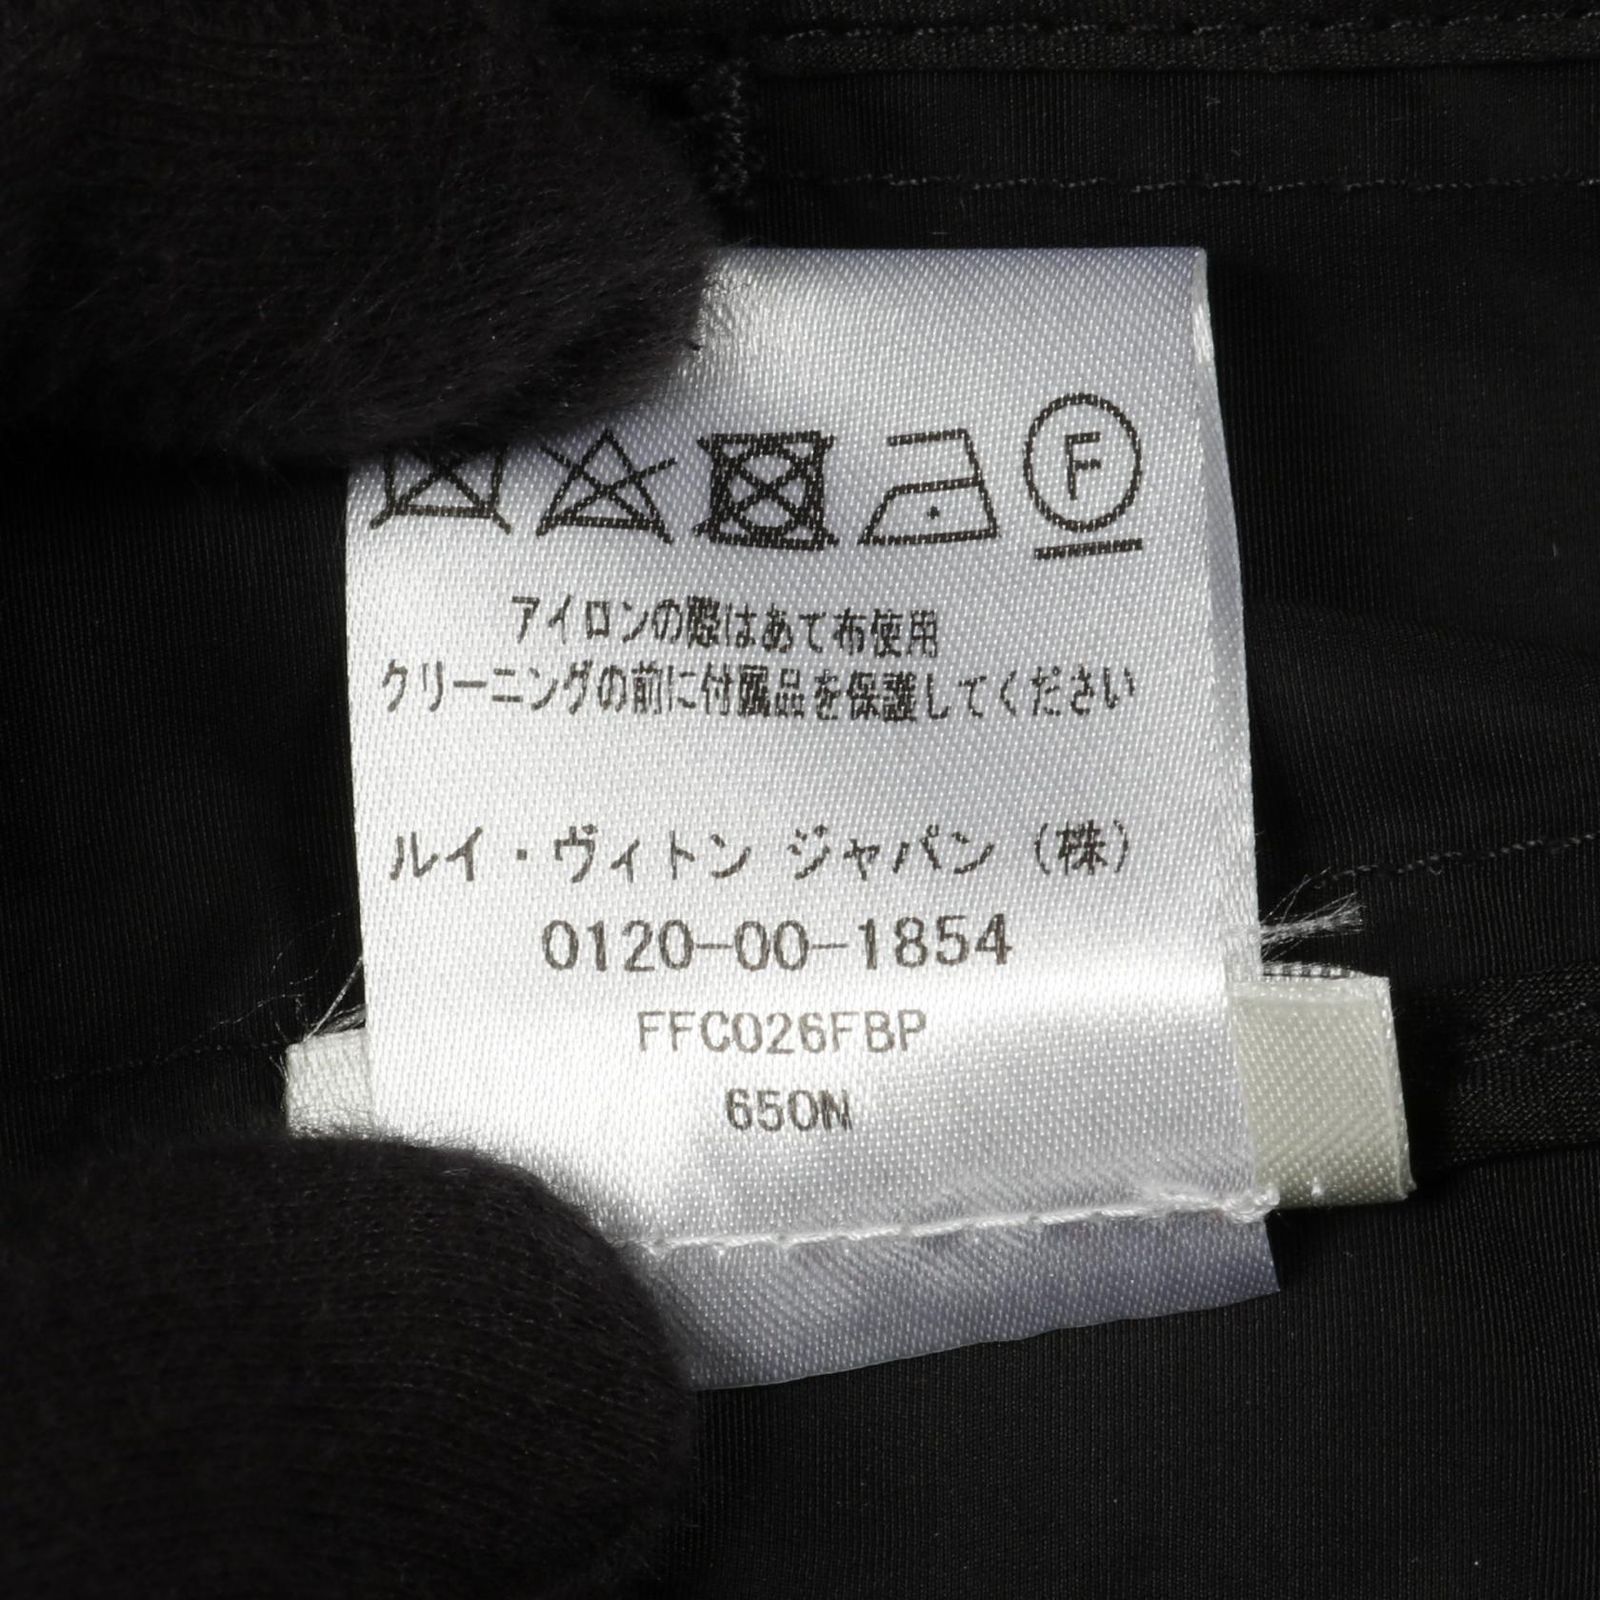 F
アイロンの際はあて布使用
クリーニングの前に付属品を保護してください
ルイ・ヴィトン ジャパン (株)
0120-00-1854
FFC026FBP
650N